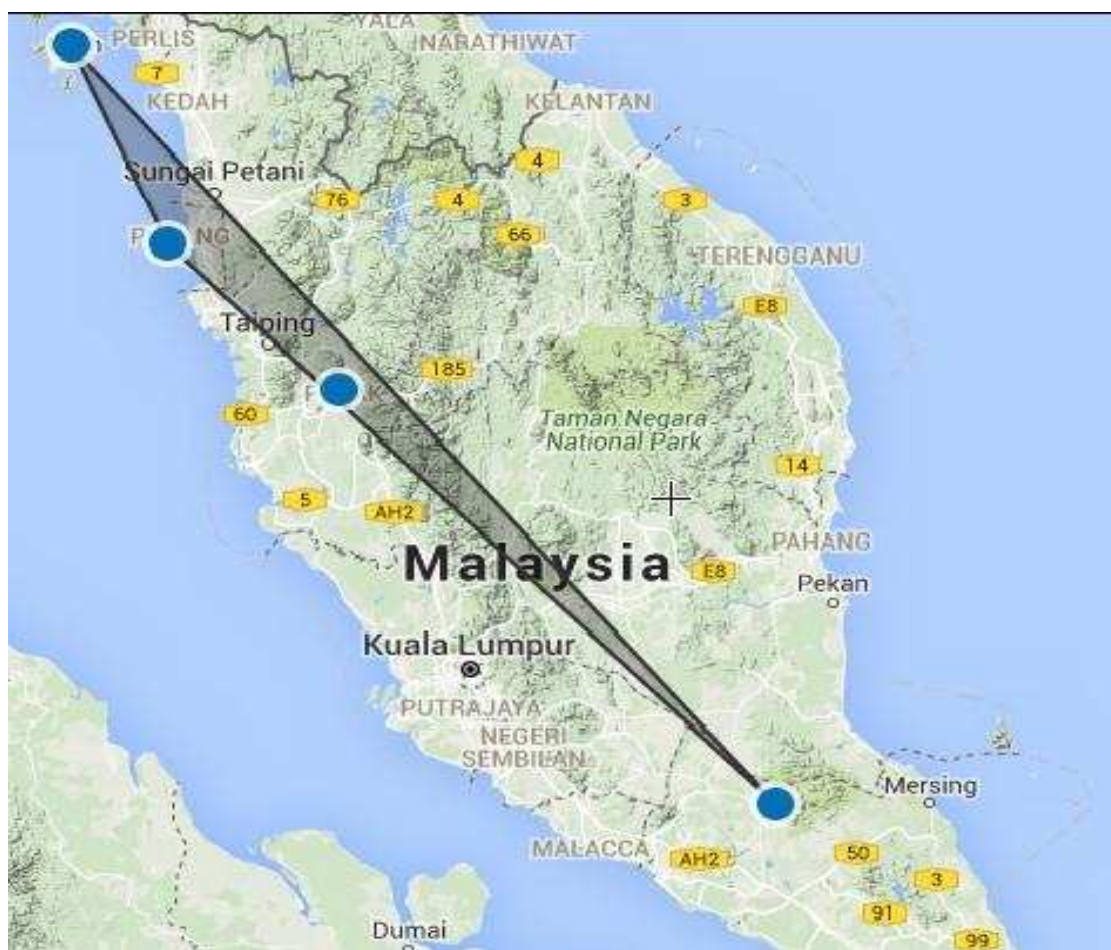 YALA
PERLIS
NARATHIWAT
7
KEDAH
KELANTAN
4
Sungai Petani
76
4
3
66
TERENGGANU
E8
Taiping
185
60
Taman Negara
National Park
14
5
AH2
PAHANG
Malaysia
E8
Pekan
Kuala Lumpur
PUTRAJAYA
NEGERI
SEMBILAN
Mersing
MALACCA
AH2
50
3
91
99
Dumai